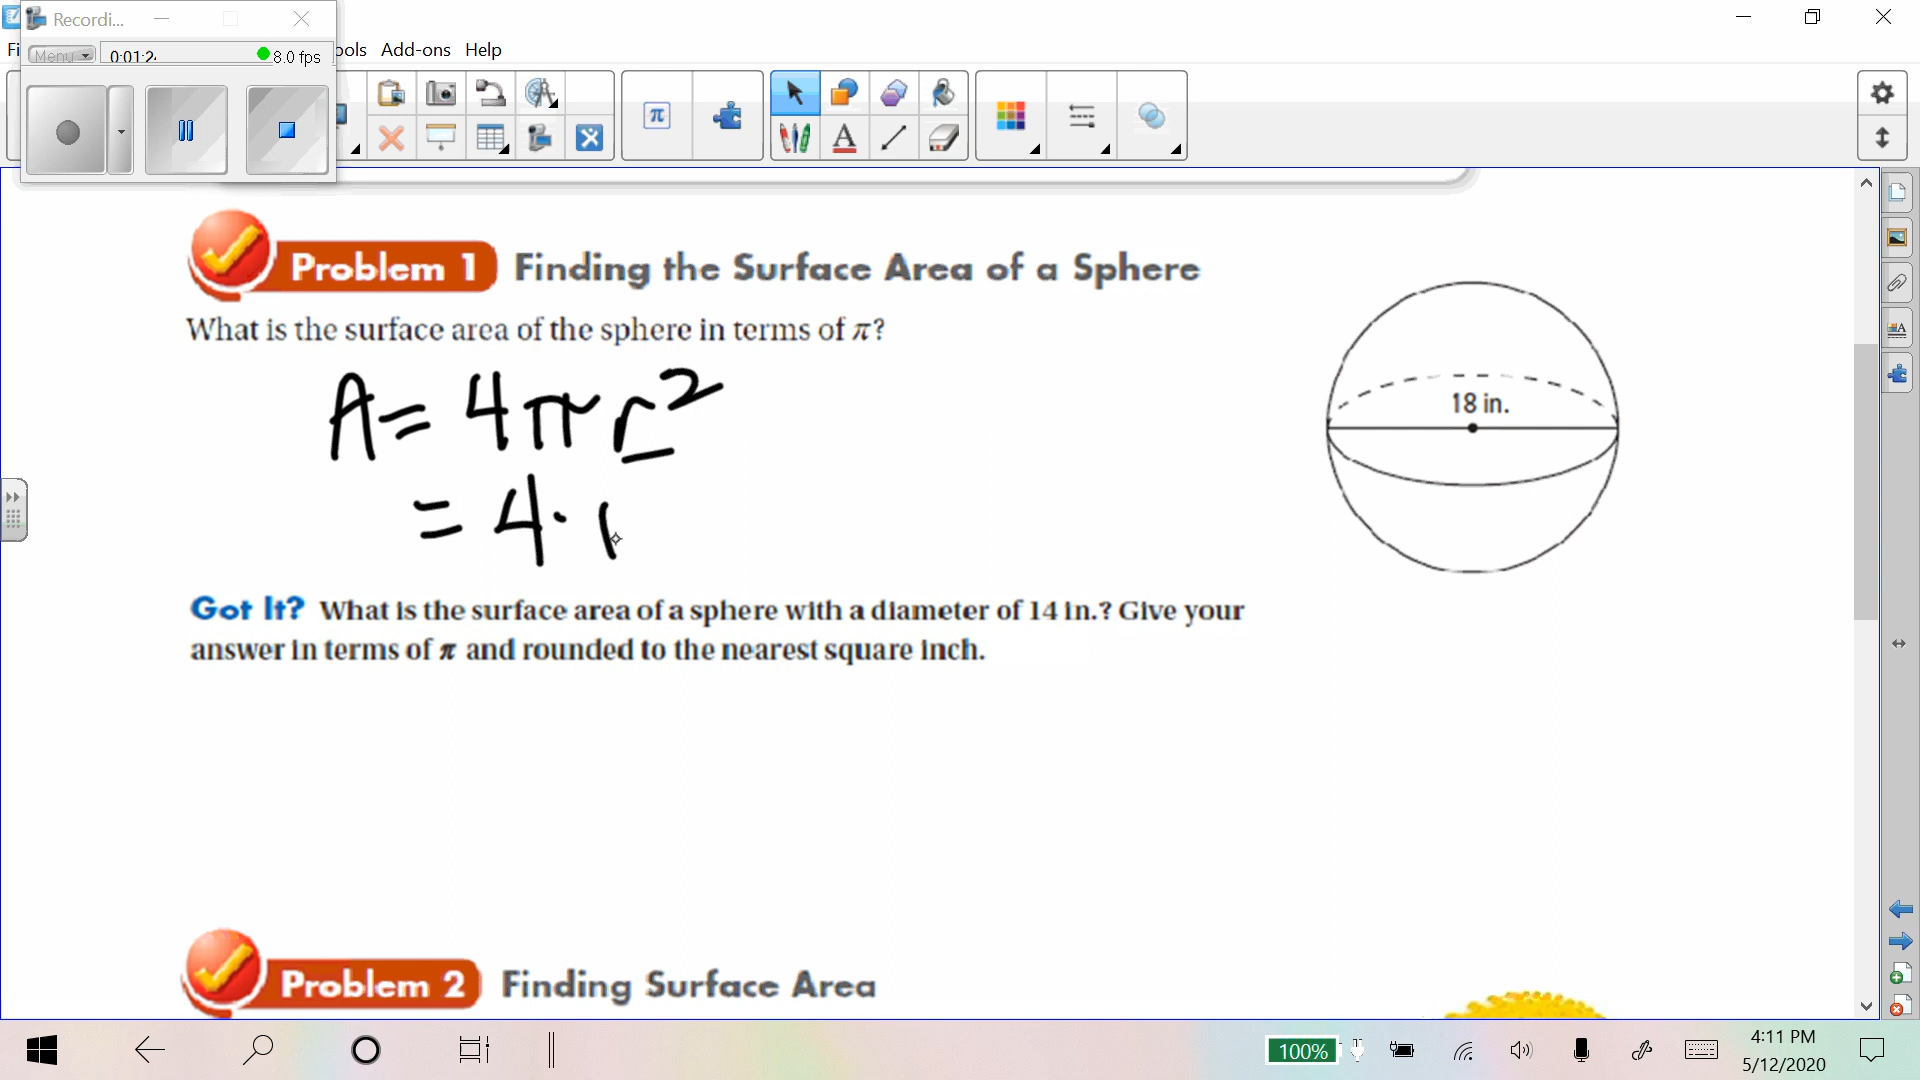 Recordi...
Menu
0:01:2
8.0 fps
Fi
ools Add-ons Help
Problem 1 Finding the Surface Area of a Sphere
What is the surface area of the sphere in terms of π?
A = 4πr²
= 4 ·
18 in.
Got It? What is the surface area of a sphere with a diameter of 14 in.? Give your
answer in terms of π and rounded to the nearest square inch.
Problem 2 Finding Surface Area
100%
4:11 PM
5/12/2020